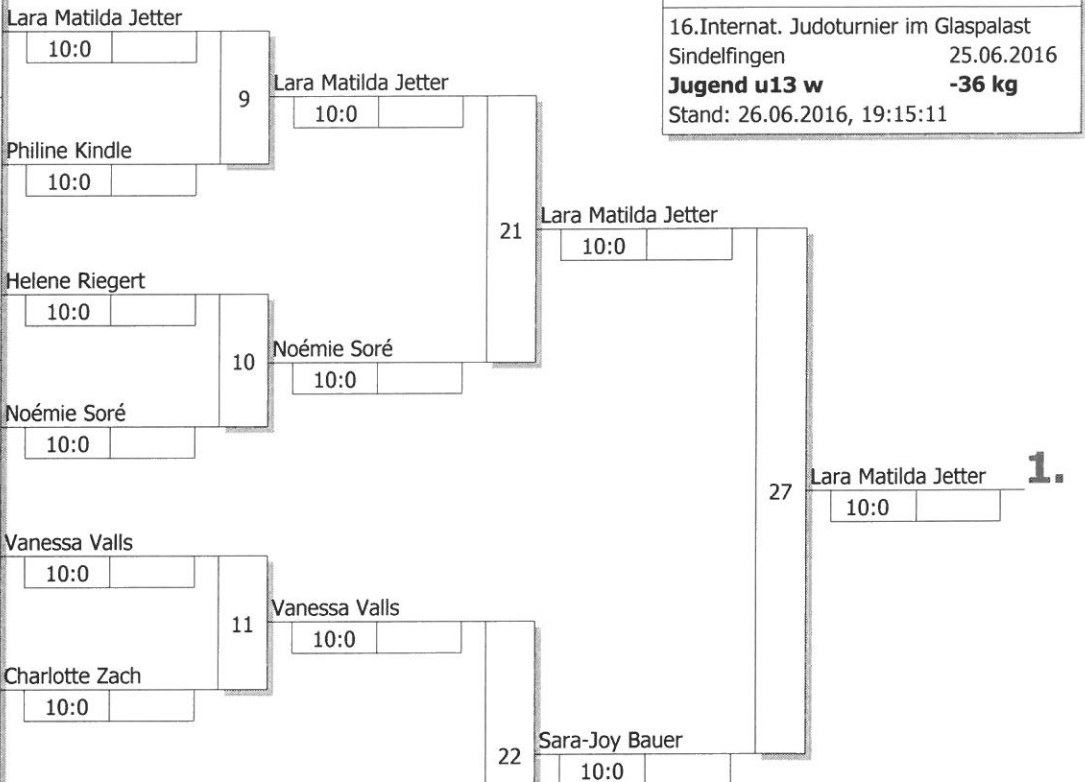 Lara Matilda Jetter
10:0
9
Philine Kindle
10:0
Helene Riegert
10:0
10
Noémie Soré
10:0
Vanessa Valls
10:0
11
Charlotte Zach
10:0
Lara Matilda Jetter
10:0
21
Noémie Soré
10:0
Vanessa Valls
10:0
22
Lara Matilda Jetter
10:0
27
Sara-Joy Bauer
10:0
Lara Matilda Jetter 1.
10:0
16.Internat. Judoturnier im Glaspalast
Sindelfingen 25.06.2016
Jugend u13 w -36 kg
Stand: 26.06.2016, 19:15:11